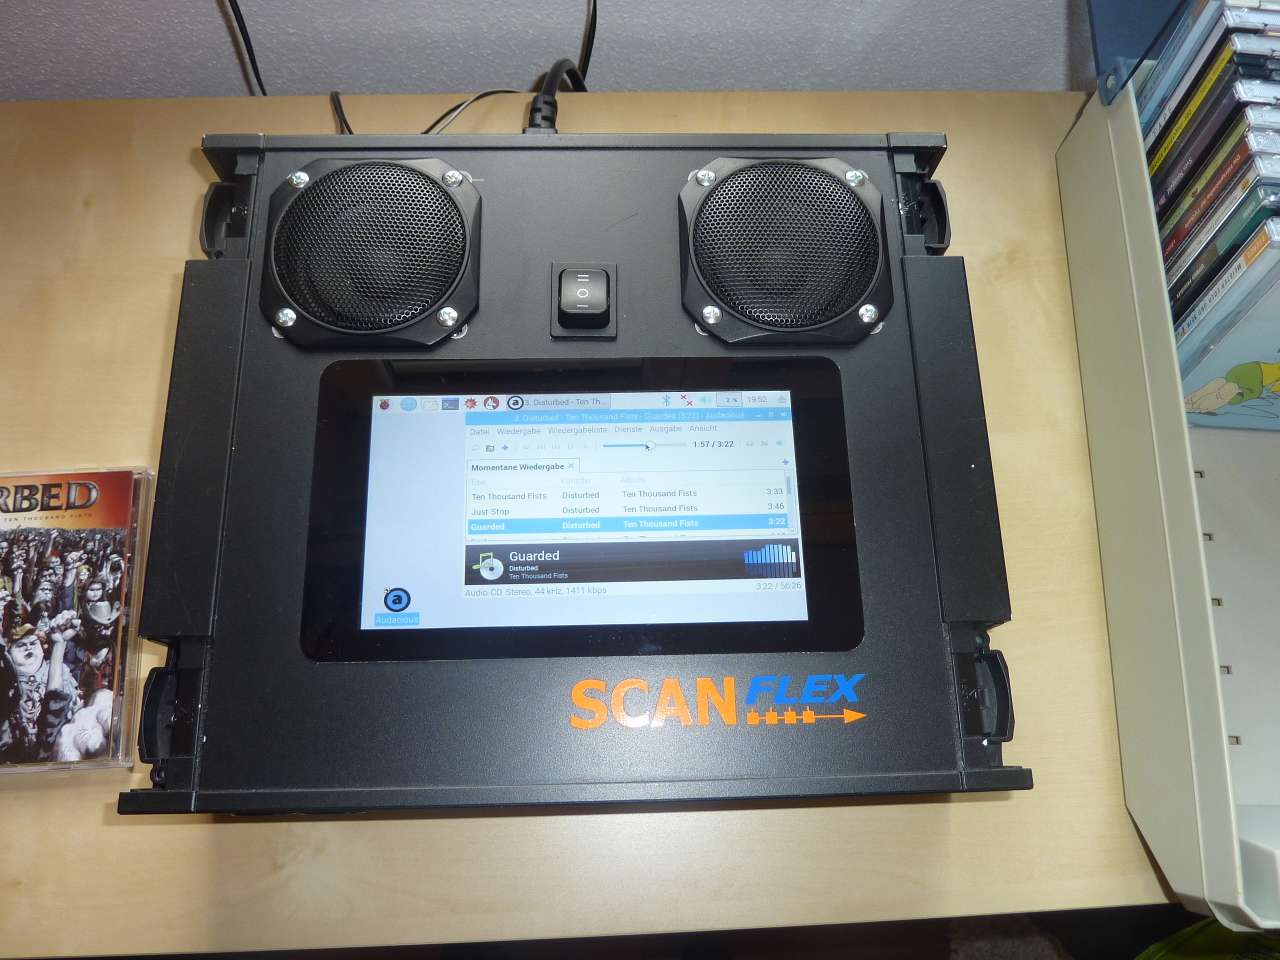 3. Disturbed - Ten Th...
2 %
19:52
3. Disturbed - Ten Thousand Fists - Guarded (3:22) - Audacious
Datei Wiedergabe Wiedergabeliste Dienste Ausgabe Ansicht
1:57 / 3:22
Momentane Wiedergabe
Titel Künstler Album
Ten Thousand Fists Disturbed Ten Thousand Fists 3:33
Just Stop Disturbed Ten Thousand Fists 3:46
Guarded Disturbed Ten Thousand Fists 3:22
Guarded
Disturbed
Ten Thousand Fists
Audio-CD, Stereo, 44 kHz, 1411 kbps
3:22 / 56:26
Audacious
SCAN FLEX
RBED
TEN THOUSAND FISTS